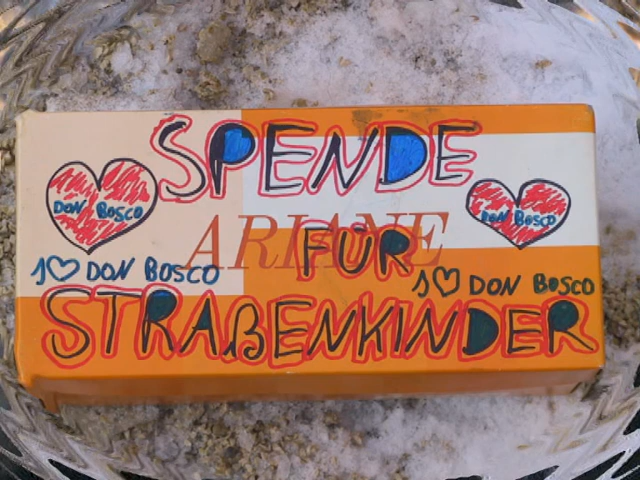 SPENDE
DON BOSCO
DON BOSCO
ARIANE
FÜR
1♡ DON BOSCO
1♡ DON BOSCO
STRAßENKINDER